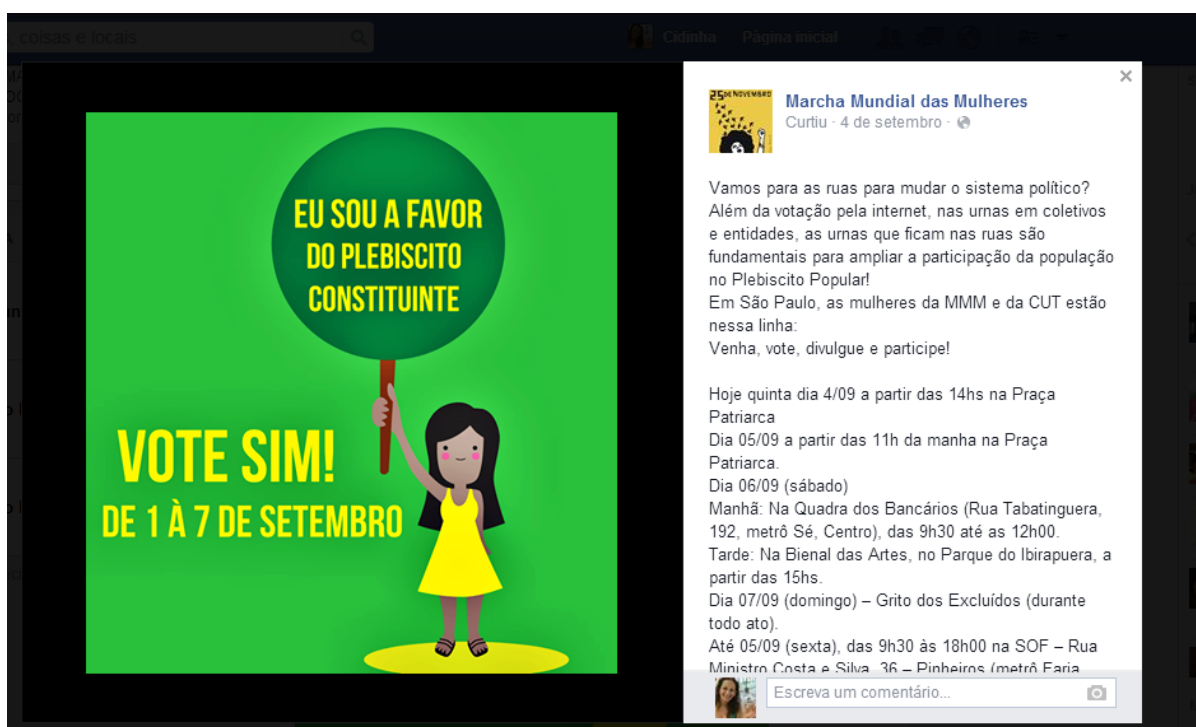 coisas e locais
Cidinha
Página inicial
EU SOU A FAVOR
DO PLEBISCITO
CONSTITUINTE
VOTE SIM!
DE 1 À 7 DE SETEMBRO
25 DE NOVEMBRO
Marcha Mundial das Mulheres
Curtiu · 4 de setembro ·
Vamos para as ruas para mudar o sistema político?
Além da votação pela internet, nas urnas em coletivos
e entidades, as urnas que ficam nas ruas são
fundamentais para ampliar a participação da população
no Plebiscito Popular!
Em São Paulo, as mulheres da MMM e da CUT estão
nessa linha:
Venha, vote, divulgue e participe!
Hoje quinta dia 4/09 a partir das 14hs na Praça
Patriarca
Dia 05/09 a partir das 11h da manha na Praça
Patriarca.
Dia 06/09 (sábado)
Manhã: Na Quadra dos Bancários (Rua Tabatinguera,
192, metrô Sé, Centro), das 9h30 até as 12h00.
Tarde: Na Bienal das Artes, no Parque do Ibirapuera, a
partir das 15hs.
Dia 07/09 (domingo) – Grito dos Excluídos (durante
todo ato).
Até 05/09 (sexta), das 9h30 às 18h00 na SOF – Rua
Ministro Costa e Silva, 36 – Pinheiros (metrô Faria
Escreva um comentário...